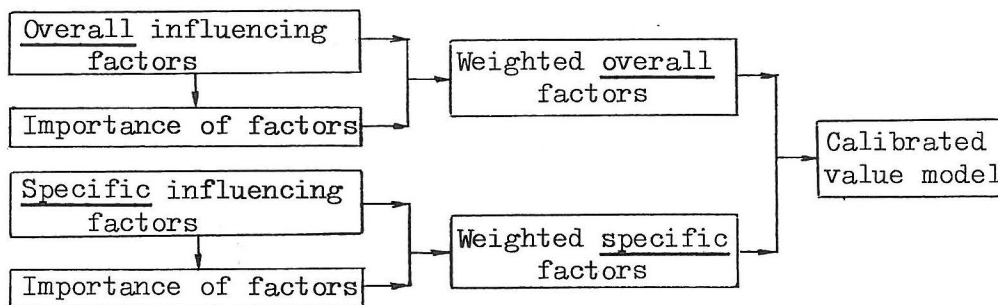 Overall influencing
factors
Importance of factors
Weighted overall
factors
Specific influencing
factors
Importance of factors
Weighted specific
factors
Calibrated
value model